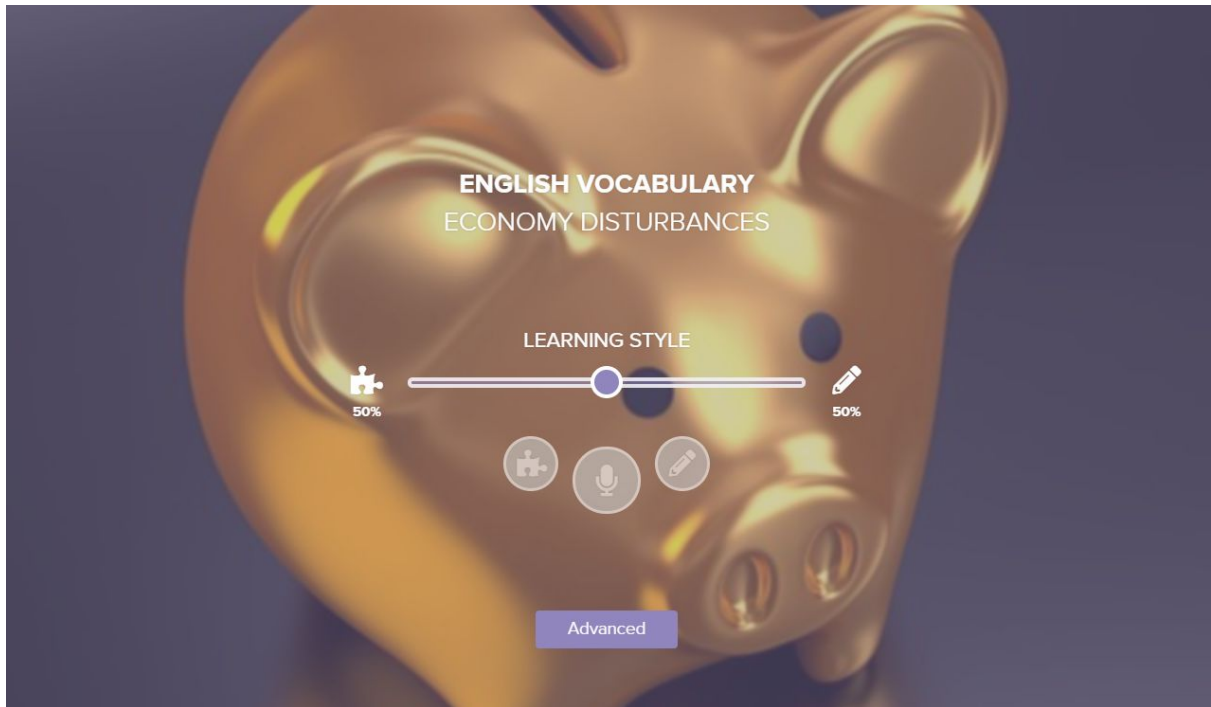 ENGLISH VOCABULARY
ECONOMY DISTURBANCES
LEARNING STYLE
50% 50%
Advanced